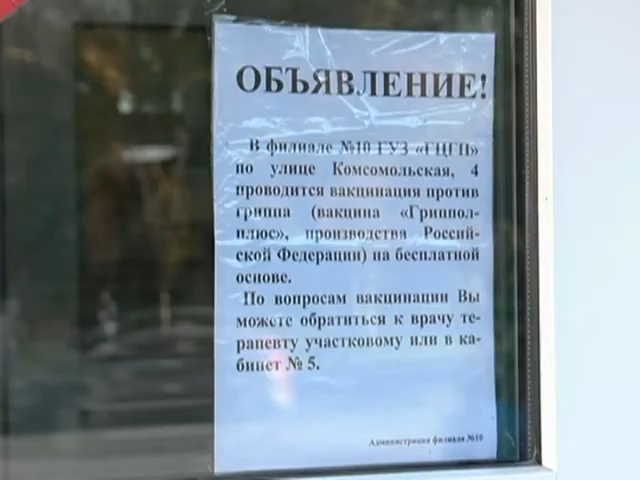 ОБЪЯВЛЕНИЕ!
В филиале №10 ГУЗ «ГЦГП»
по улице Комсомольская, 4
проводится вакцинация против
гриппа (вакцина «Гриппол-
плюс», производства Россий-
ской Федерации) на бесплатной
основе.
По вопросам вакцинации Вы
можете обратиться к врачу те-
рапевту участковому или в ка-
бинет № 5.
Администрация филиала №10